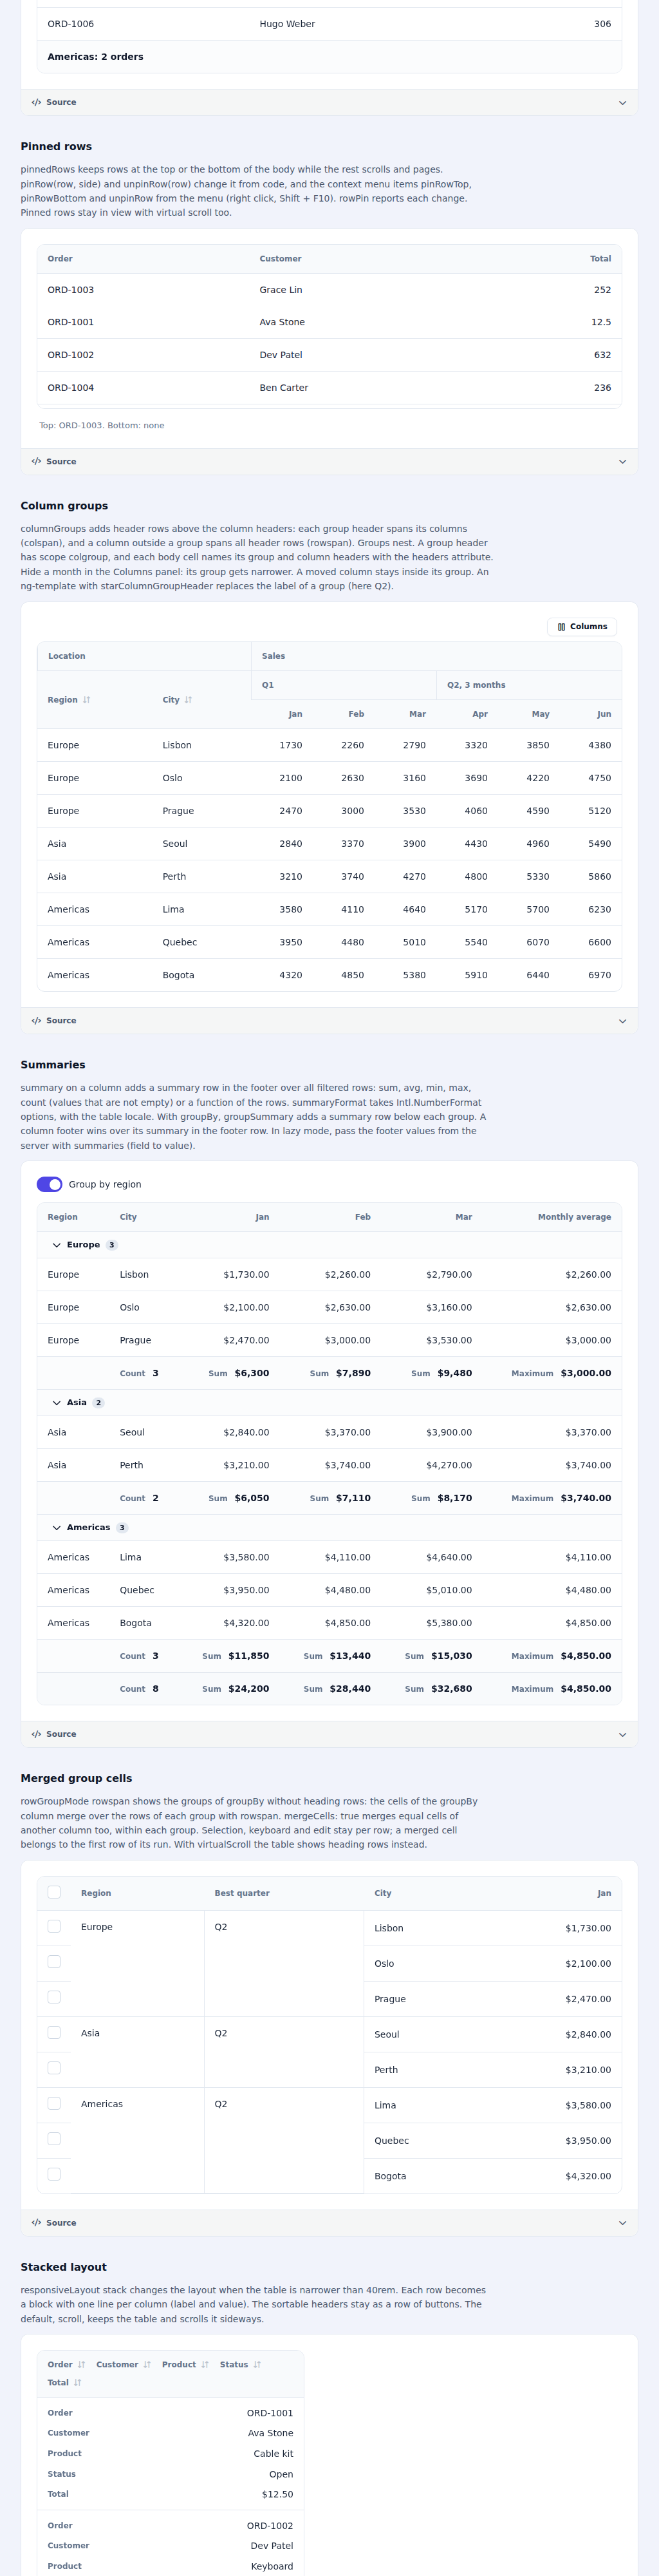 ORD-1006 Hugo Weber 306
Americas: 2 orders
Source
Pinned rows
pinnedRows keeps rows at the top or the bottom of the body while the rest scrolls and pages.
pinRow(row, side) and unpinRow(row) change it from code, and the context menu items pinRowTop,
pinRowBottom and unpinRow from the menu (right click, Shift + F10). rowPin reports each change.
Pinned rows stay in view with virtual scroll too.
Order Customer Total
ORD-1003 Grace Lin 252
ORD-1001 Ava Stone 12.5
ORD-1002 Dev Patel 632
ORD-1004 Ben Carter 236
Top: ORD-1003. Bottom: none
Source
Column groups
columnGroups adds header rows above the column headers: each group header spans its columns
(colspan), and a column outside a group spans all header rows (rowspan). Groups nest. A group header
has scope colgroup, and each body cell names its group and column headers with the headers attribute.
Hide a month in the Columns panel: its group gets narrower. A moved column stays inside its group. An
ng-template with starColumnGroupHeader replaces the label of a group (here Q2).
Columns
Location Sales
Q1 Q2, 3 months
Region City
Jan Feb Mar Apr May Jun
Europe Lisbon 1730 2260 2790 3320 3850 4380
Europe Oslo 2100 2630 3160 3690 4220 4750
Europe Prague 2470 3000 3530 4060 4590 5120
Asia Seoul 2840 3370 3900 4430 4960 5490
Asia Perth 3210 3740 4270 4800 5330 5860
Americas Lima 3580 4110 4640 5170 5700 6230
Americas Quebec 3950 4480 5010 5540 6070 6600
Americas Bogota 4320 4850 5380 5910 6440 6970
Source
Summaries
summary on a column adds a summary row in the footer over all filtered rows: sum, avg, min, max,
count (values that are not empty) or a function of the rows. summaryFormat takes Intl.NumberFormat
options, with the table locale. With groupBy, groupSummary adds a summary row below each group. A
column footer wins over its summary in the footer row. In lazy mode, pass the footer values from the
server with summaries (field to value).
Group by region
Region City Jan Feb Mar Monthly average
Europe 3
Europe Lisbon $1,730.00 $2,260.00 $2,790.00 $2,260.00
Europe Oslo $2,100.00 $2,630.00 $3,160.00 $2,630.00
Europe Prague $2,470.00 $3,000.00 $3,530.00 $3,000.00
Count 3 Sum $6,300 Sum $7,890 Sum $9,480 Maximum $3,000.00
Asia 2
Asia Seoul $2,840.00 $3,370.00 $3,900.00 $3,370.00
Asia Perth $3,210.00 $3,740.00 $4,270.00 $3,740.00
Count 2 Sum $6,050 Sum $7,110 Sum $8,170 Maximum $3,740.00
Americas 3
Americas Lima $3,580.00 $4,110.00 $4,640.00 $4,110.00
Americas Quebec $3,950.00 $4,480.00 $5,010.00 $4,480.00
Americas Bogota $4,320.00 $4,850.00 $5,380.00 $4,850.00
Count 3 Sum $11,850 Sum $13,440 Sum $15,030 Maximum $4,850.00
Count 8 Sum $24,200 Sum $28,440 Sum $32,680 Maximum $4,850.00
Source
Merged group cells
rowGroupMode rowspan shows the groups of groupBy without heading rows: the cells of the groupBy
column merge over the rows of each group with rowspan. mergeCells: true merges equal cells of
another column too, within each group. Selection, keyboard and edit stay per row; a merged cell
belongs to the first row of its run. With virtualScroll the table shows heading rows instead.
Region Best quarter City Jan
Europe Q2 Lisbon $1,730.00
Oslo $2,100.00
Prague $2,470.00
Asia Q2 Seoul $2,840.00
Perth $3,210.00
Americas Q2 Lima $3,580.00
Quebec $3,950.00
Bogota $4,320.00
Source
Stacked layout
responsiveLayout stack changes the layout when the table is narrower than 40rem. Each row becomes
a block with one line per column (label and value). The sortable headers stay as a row of buttons. The
default, scroll, keeps the table and scrolls it sideways.
Order Customer Product Status
Total
Order ORD-1001
Customer Ava Stone
Product Cable kit
Status Open
Total $12.50
Order ORD-1002
Customer Dev Patel
Product Keyboard